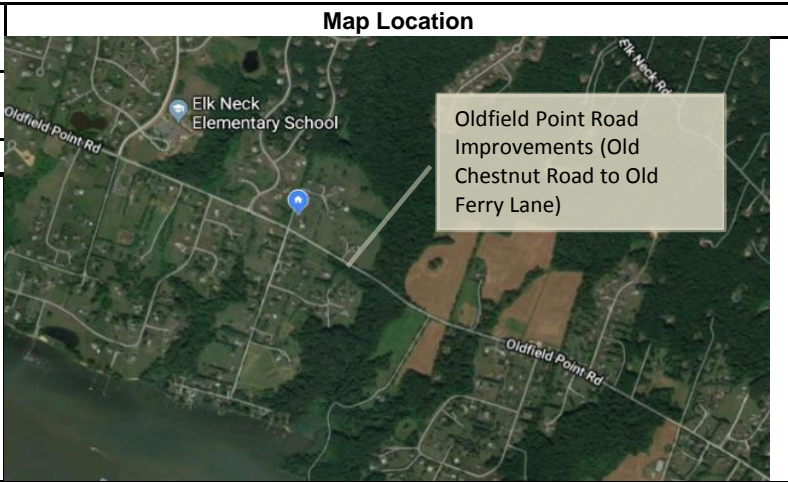 Map Location
Elk Neck Rd
Elk Neck
Elementary School
Oldfield Point Rd
Oldfield Point Road
Improvements (Old
Chestnut Road to Old
Ferry Lane)
Oldfield Point Rd